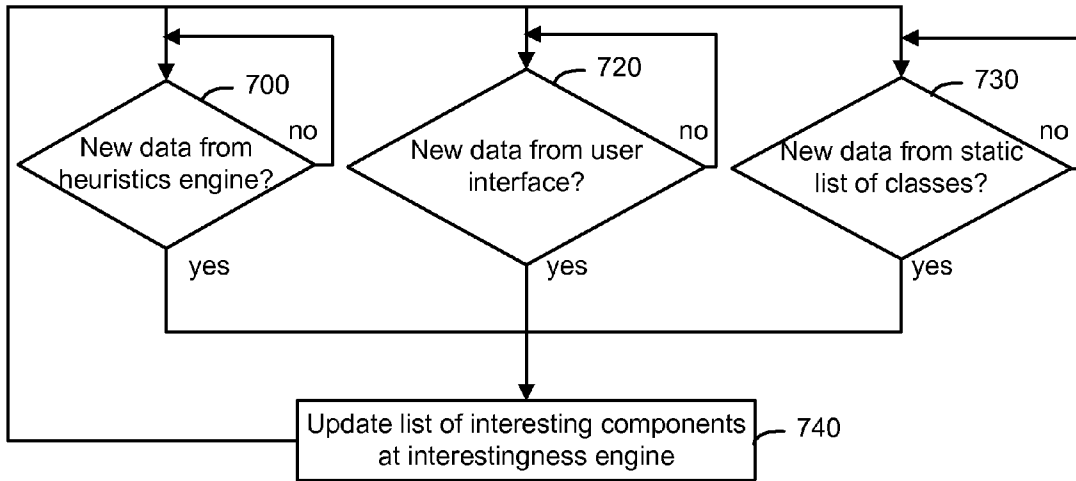 700
New data from
heuristics engine?
no
yes
720
New data from user
interface?
no
yes
730
New data from static
list of classes?
no
yes
Update list of interesting components
at interestingness engine
740